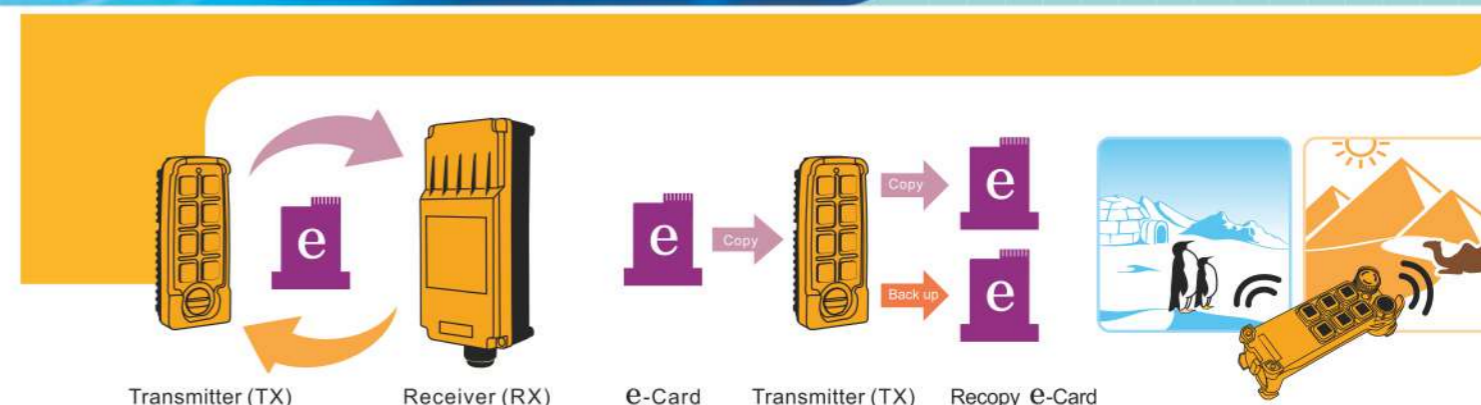 e
e
Copy
Copy
e
Back up
e
Transmitter (TX)
Receiver (RX)
e-Card
Transmitter (TX)
Recopy e-Card